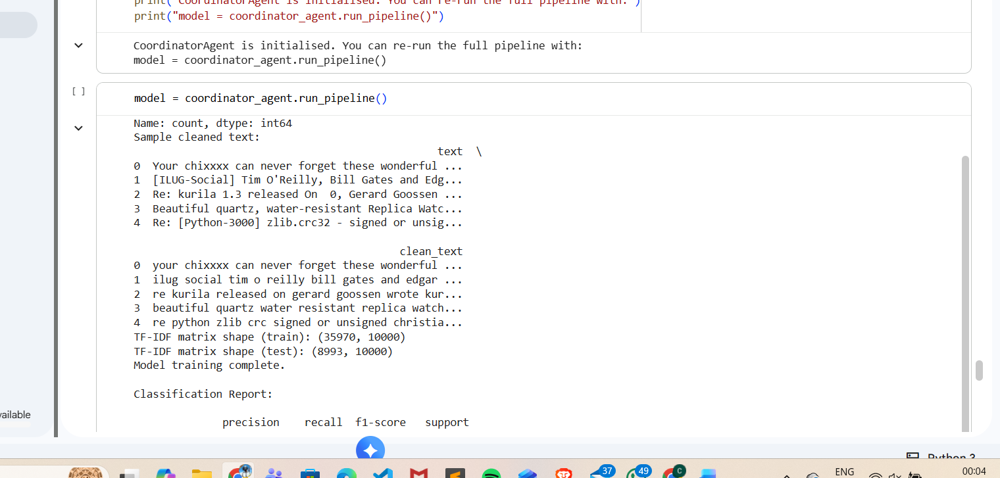 print("CoordinatorAgent is initialised. You can re-run the full pipeline with:")
print("model = coordinator_agent.run_pipeline()")
CoordinatorAgent is initialised. You can re-run the full pipeline with:
model = coordinator_agent.run_pipeline()
[ ]
model = coordinator_agent.run_pipeline()
Name: count, dtype: int64
Sample cleaned text:
text \
0 Your chixxxx can never forget these wonderful ...
1 [ILUG-Social] Tim O'Reilly, Bill Gates and Edg...
2 Re: kurila 1.3 released On 0, Gerard Goossen ...
3 Beautiful quartz, water-resistant Replica Watc...
4 Re: [Python-3000] zlib.crc32 - signed or unsig...
clean_text
0 your chixxxx can never forget these wonderful ...
1 ilug social tim o reilly bill gates and edgar ...
2 re kurila released on gerard goossen wrote kur...
3 beautiful quartz water resistant replica watch...
4 re python zlib crc signed or unsigned christia...
TF-IDF matrix shape (train): (35970, 10000)
TF-IDF matrix shape (test): (8993, 10000)
Model training complete.
Classification Report:
precision recall f1-score support
vailable
Python 3
37
49
C
ENG
00:04